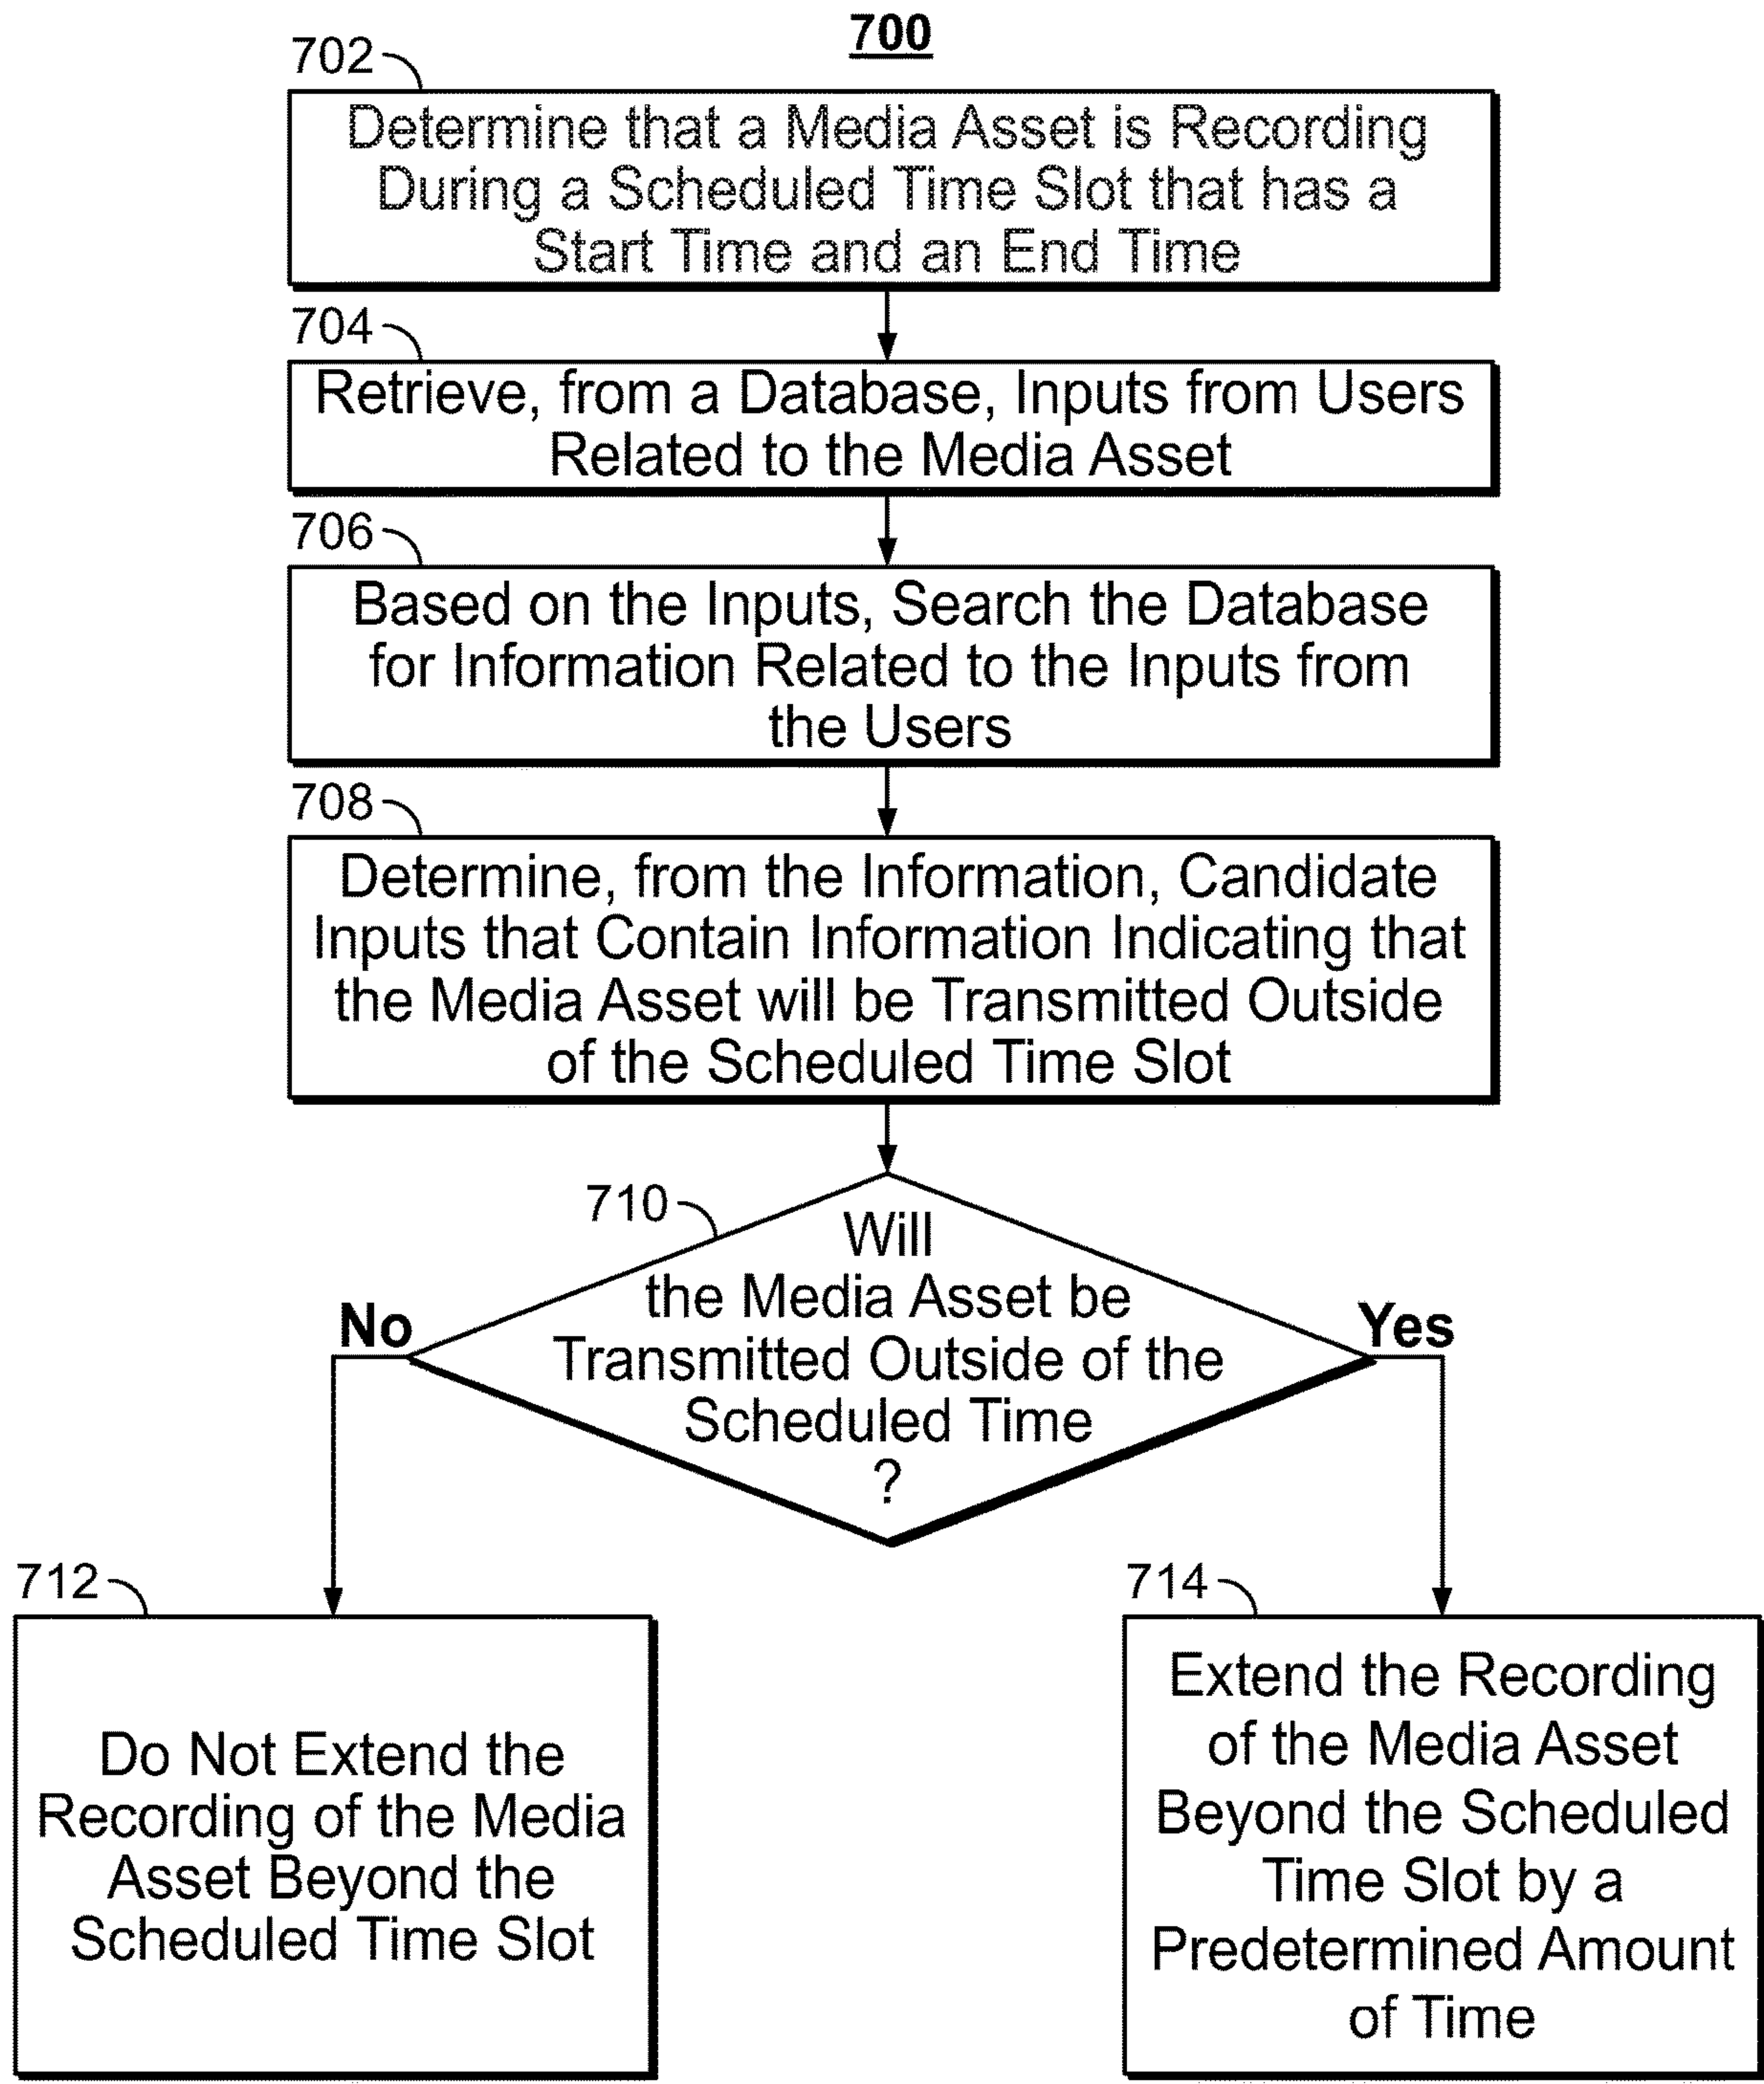 700
702
Determine that a Media Asset is Recording
During a Scheduled Time Slot that has a
Start Time and an End Time
704
Retrieve, from a Database, Inputs from Users
Related to the Media Asset
706
Based on the Inputs, Search the Database
for Information Related to the Inputs from
the Users
708
Determine, from the Information, Candidate
Inputs that Contain Information Indicating that
the Media Asset will be Transmitted Outside
of the Scheduled Time Slot
710
Will
the Media Asset be
Transmitted Outside of the
Scheduled Time
?
No
Yes
712
Do Not Extend the
Recording of the Media
Asset Beyond the
Scheduled Time Slot
714
Extend the Recording
of the Media Asset
Beyond the Scheduled
Time Slot by a
Predetermined Amount
of Time